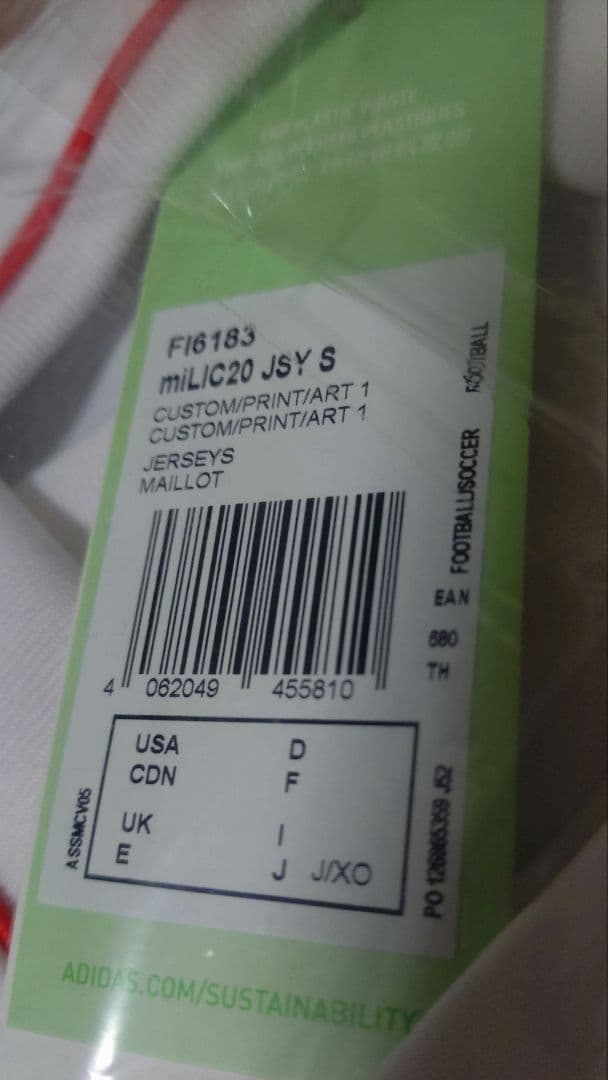 FI6183
miLIC20 JSY S
CUSTOM/PRINT/ART 1
CUSTOM/PRINT/ART 1
JERSEYS
MAILLOT
FOOTBALL/SOCCER
FOOTBALL
EAN
680
TH
4 062049 455810
USA D
CDN F
UK I
E J J/XO
ASSMCV05
ADIDAS.COM/SUSTAINABILITY